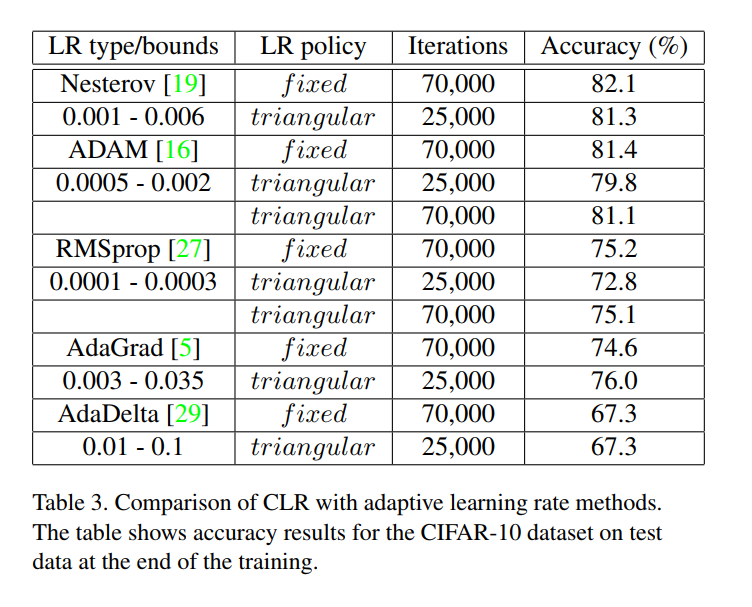 LR type/bounds LR policy Iterations Accuracy (%)
Nesterov [19] fixed 70,000 82.1
0.001 - 0.006 triangular 25,000 81.3
ADAM [16] fixed 70,000 81.4
0.0005 - 0.002 triangular 25,000 79.8
triangular 70,000 81.1
RMSprop [27] fixed 70,000 75.2
0.0001 - 0.0003 triangular 25,000 72.8
triangular 70,000 75.1
AdaGrad [5] fixed 70,000 74.6
0.003 - 0.035 triangular 25,000 76.0
AdaDelta [29] fixed 70,000 67.3
0.01 - 0.1 triangular 25,000 67.3
Table 3. Comparison of CLR with adaptive learning rate methods.
The table shows accuracy results for the CIFAR-10 dataset on test
data at the end of the training.